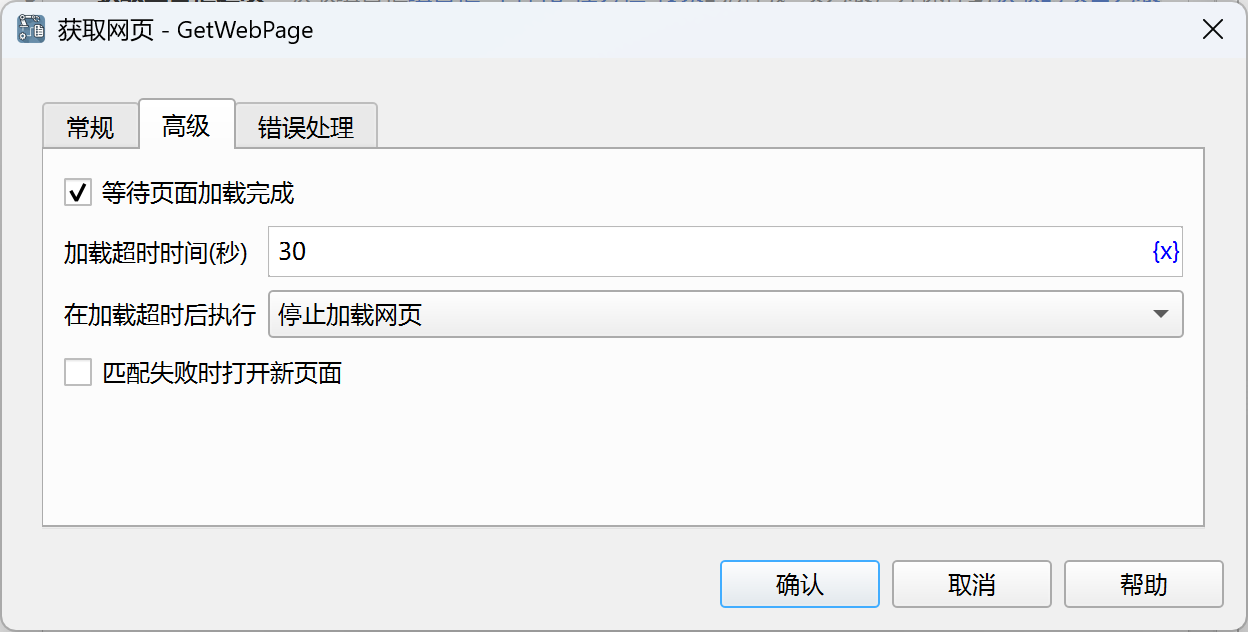 获取网页 - GetWebPage
常规
高级
错误处理
等待页面加载完成
加载超时时间(秒) 30 {x}
在加载超时后执行 停止加载网页
匹配失败时打开新页面
确认
取消
帮助